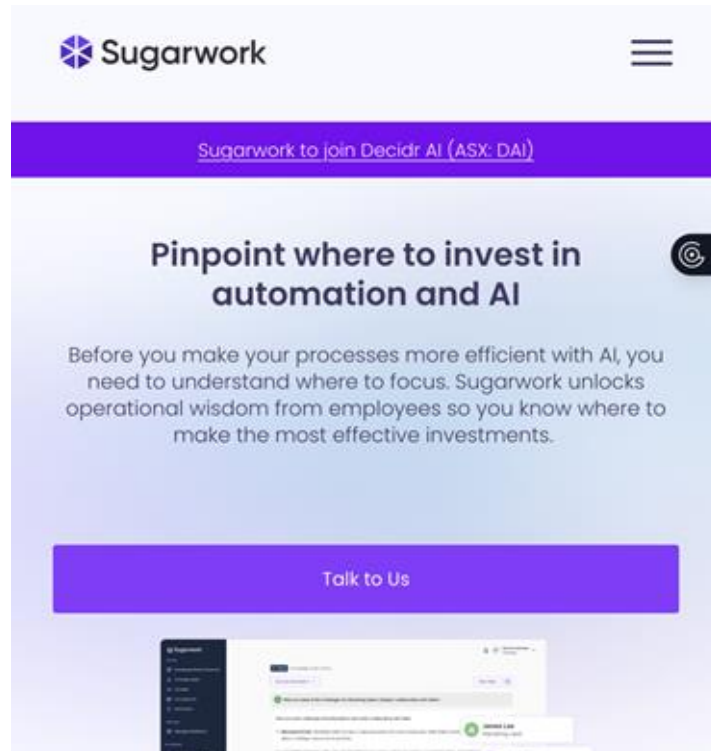 Sugarwork
Sugarwork to join Decidr AI (ASX: DAI)
Pinpoint where to invest in
automation and AI
Before you make your processes more efficient with AI, you
need to understand where to focus. Sugarwork unlocks
operational wisdom from employees so you know where to
make the most effective investments.
Talk to Us
Sugarwork